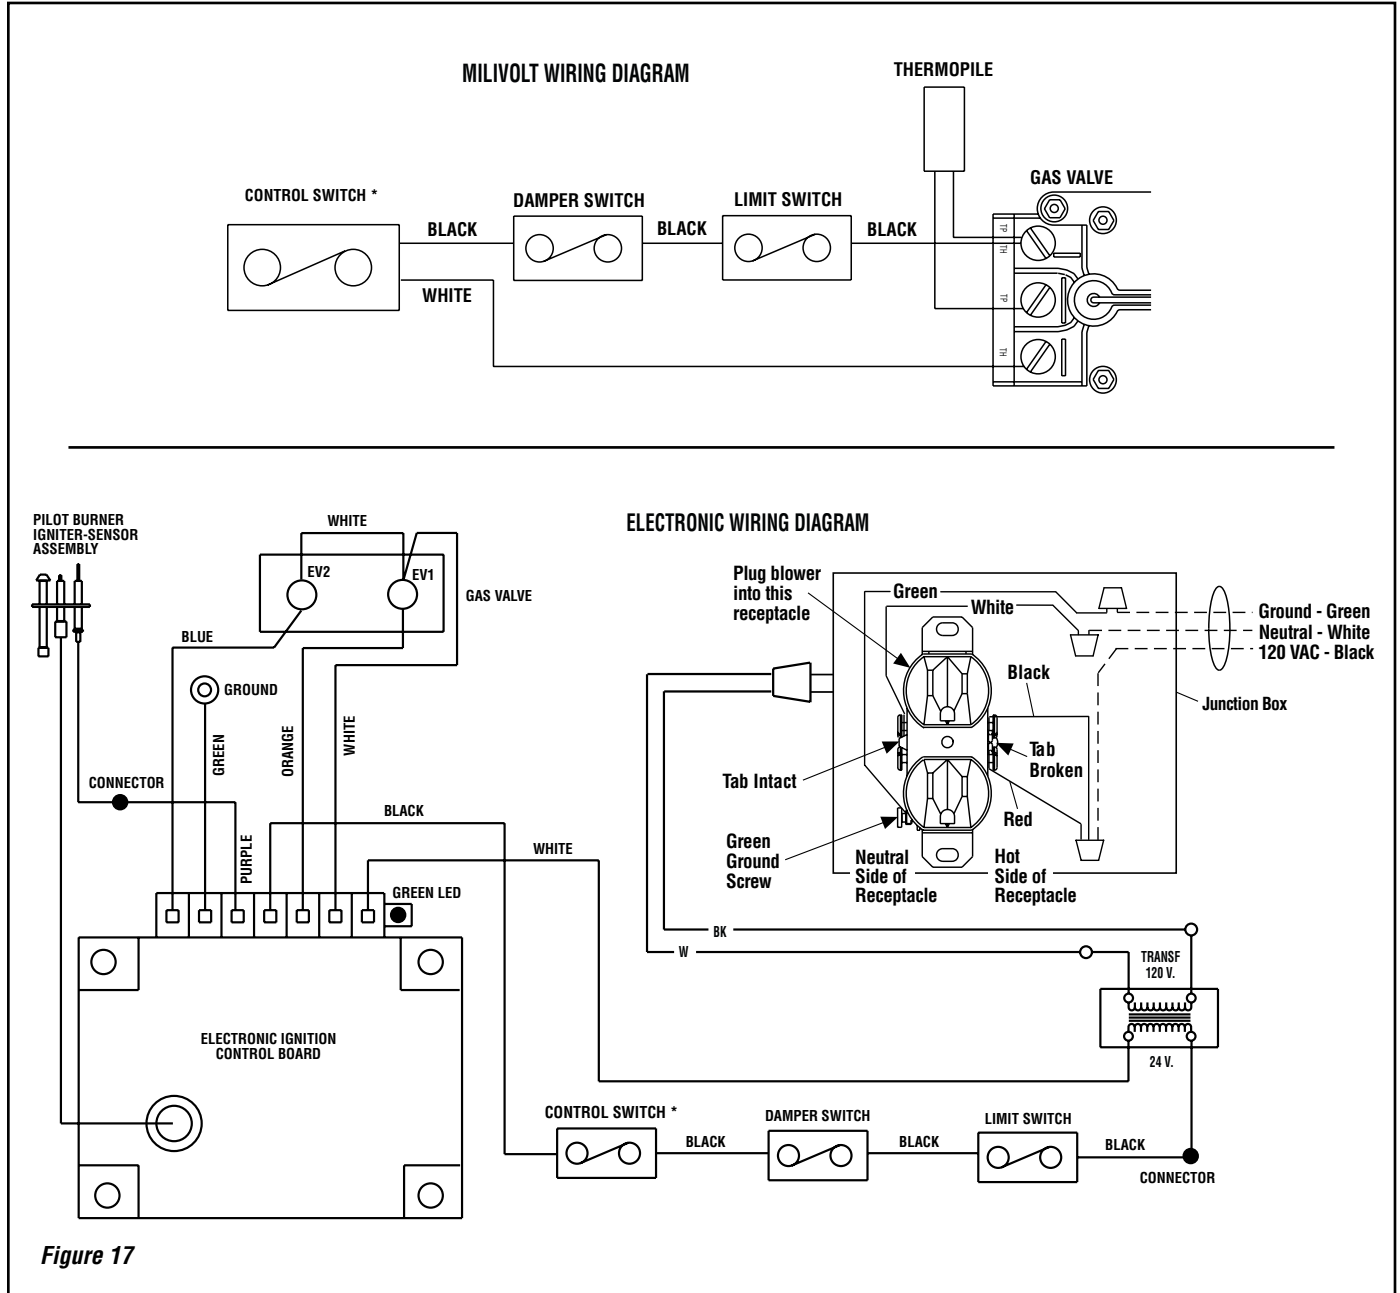 MILIVOLT WIRING DIAGRAM
THERMOPILE
GAS VALVE
CONTROL SWITCH *
DAMPER SWITCH
LIMIT SWITCH
BLACK
BLACK
BLACK
WHITE
TP
TH
TP
TH
ELECTRONIC WIRING DIAGRAM
PILOT BURNER
IGNITER-SENSOR
ASSEMBLY
WHITE
EV2
EV1
GAS VALVE
BLUE
GROUND
GREEN
ORANGE
WHITE
CONNECTOR
PURPLE
BLACK
WHITE
GREEN LED
ELECTRONIC IGNITION
CONTROL BOARD
Plug blower
into this
receptacle
Green
White
Ground - Green
Neutral - White
120 VAC - Black
Black
Junction Box
Tab Intact
Tab
Broken
Red
Green
Ground
Screw
Neutral
Side of
Receptacle
Hot
Side of
Receptacle
BK
W
TRANSF
120 V.
24 V.
CONTROL SWITCH *
DAMPER SWITCH
LIMIT SWITCH
BLACK
BLACK
BLACK
CONNECTOR
Figure 17